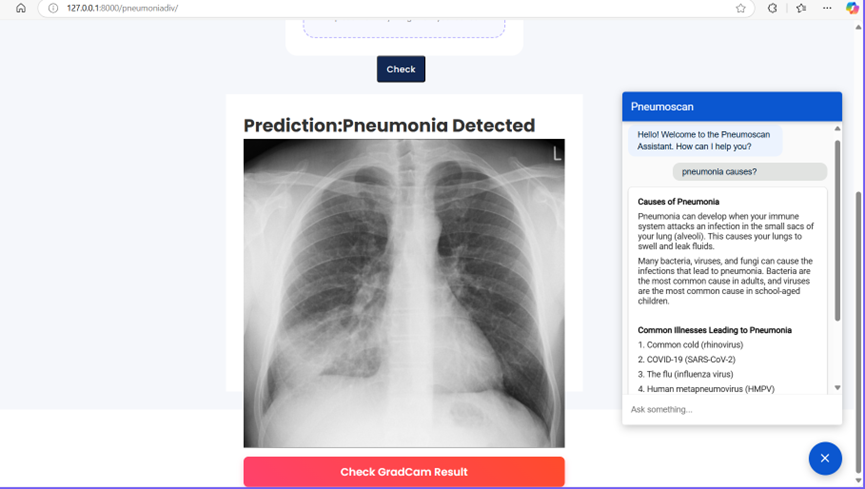 127.0.0.1:8000/pneumoniadiv/
Check
Prediction:Pneumonia Detected
L
Check GradCam Result
Pneumoscan
Hello! Welcome to the Pneumoscan
Assistant. How can I help you?
pneumonia causes?
Causes of Pneumonia
Pneumonia can develop when your immune
system attacks an infection in the small sacs of
your lung (alveoli). This causes your lungs to
swell and leak fluids.
Many bacteria, viruses, and fungi can cause the
infections that lead to pneumonia. Bacteria are
the most common cause in adults, and viruses
are the most common cause in school-aged
children.
Common Illnesses Leading to Pneumonia
1. Common cold (rhinovirus)
2. COVID-19 (SARS-CoV-2)
3. The flu (influenza virus)
4. Human metapneumovirus (HMPV)
Ask something...